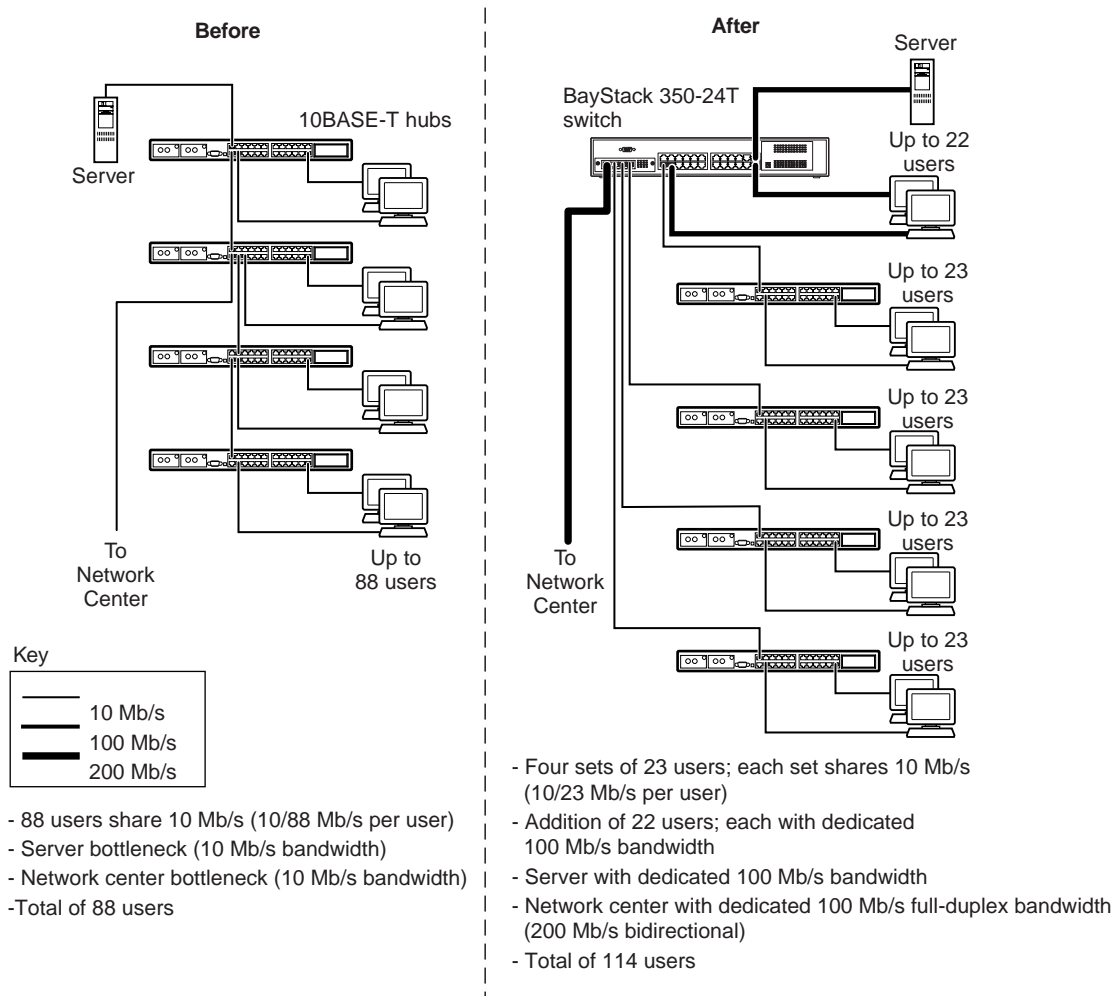 Before
Server
10BASE-T hubs
To
Network
Center
Up to
88 users
Key
10 Mb/s
100 Mb/s
200 Mb/s
- 88 users share 10 Mb/s (10/88 Mb/s per user)
- Server bottleneck (10 Mb/s bandwidth)
- Network center bottleneck (10 Mb/s bandwidth)
-Total of 88 users
After
Server
BayStack 350-24T
switch
Up to 22
users
Up to 23
users
Up to 23
users
Up to 23
users
Up to 23
users
To
Network
Center
- Four sets of 23 users; each set shares 10 Mb/s
(10/23 Mb/s per user)
- Addition of 22 users; each with dedicated
100 Mb/s bandwidth
- Server with dedicated 100 Mb/s bandwidth
- Network center with dedicated 100 Mb/s full-duplex bandwidth
(200 Mb/s bidirectional)
- Total of 114 users